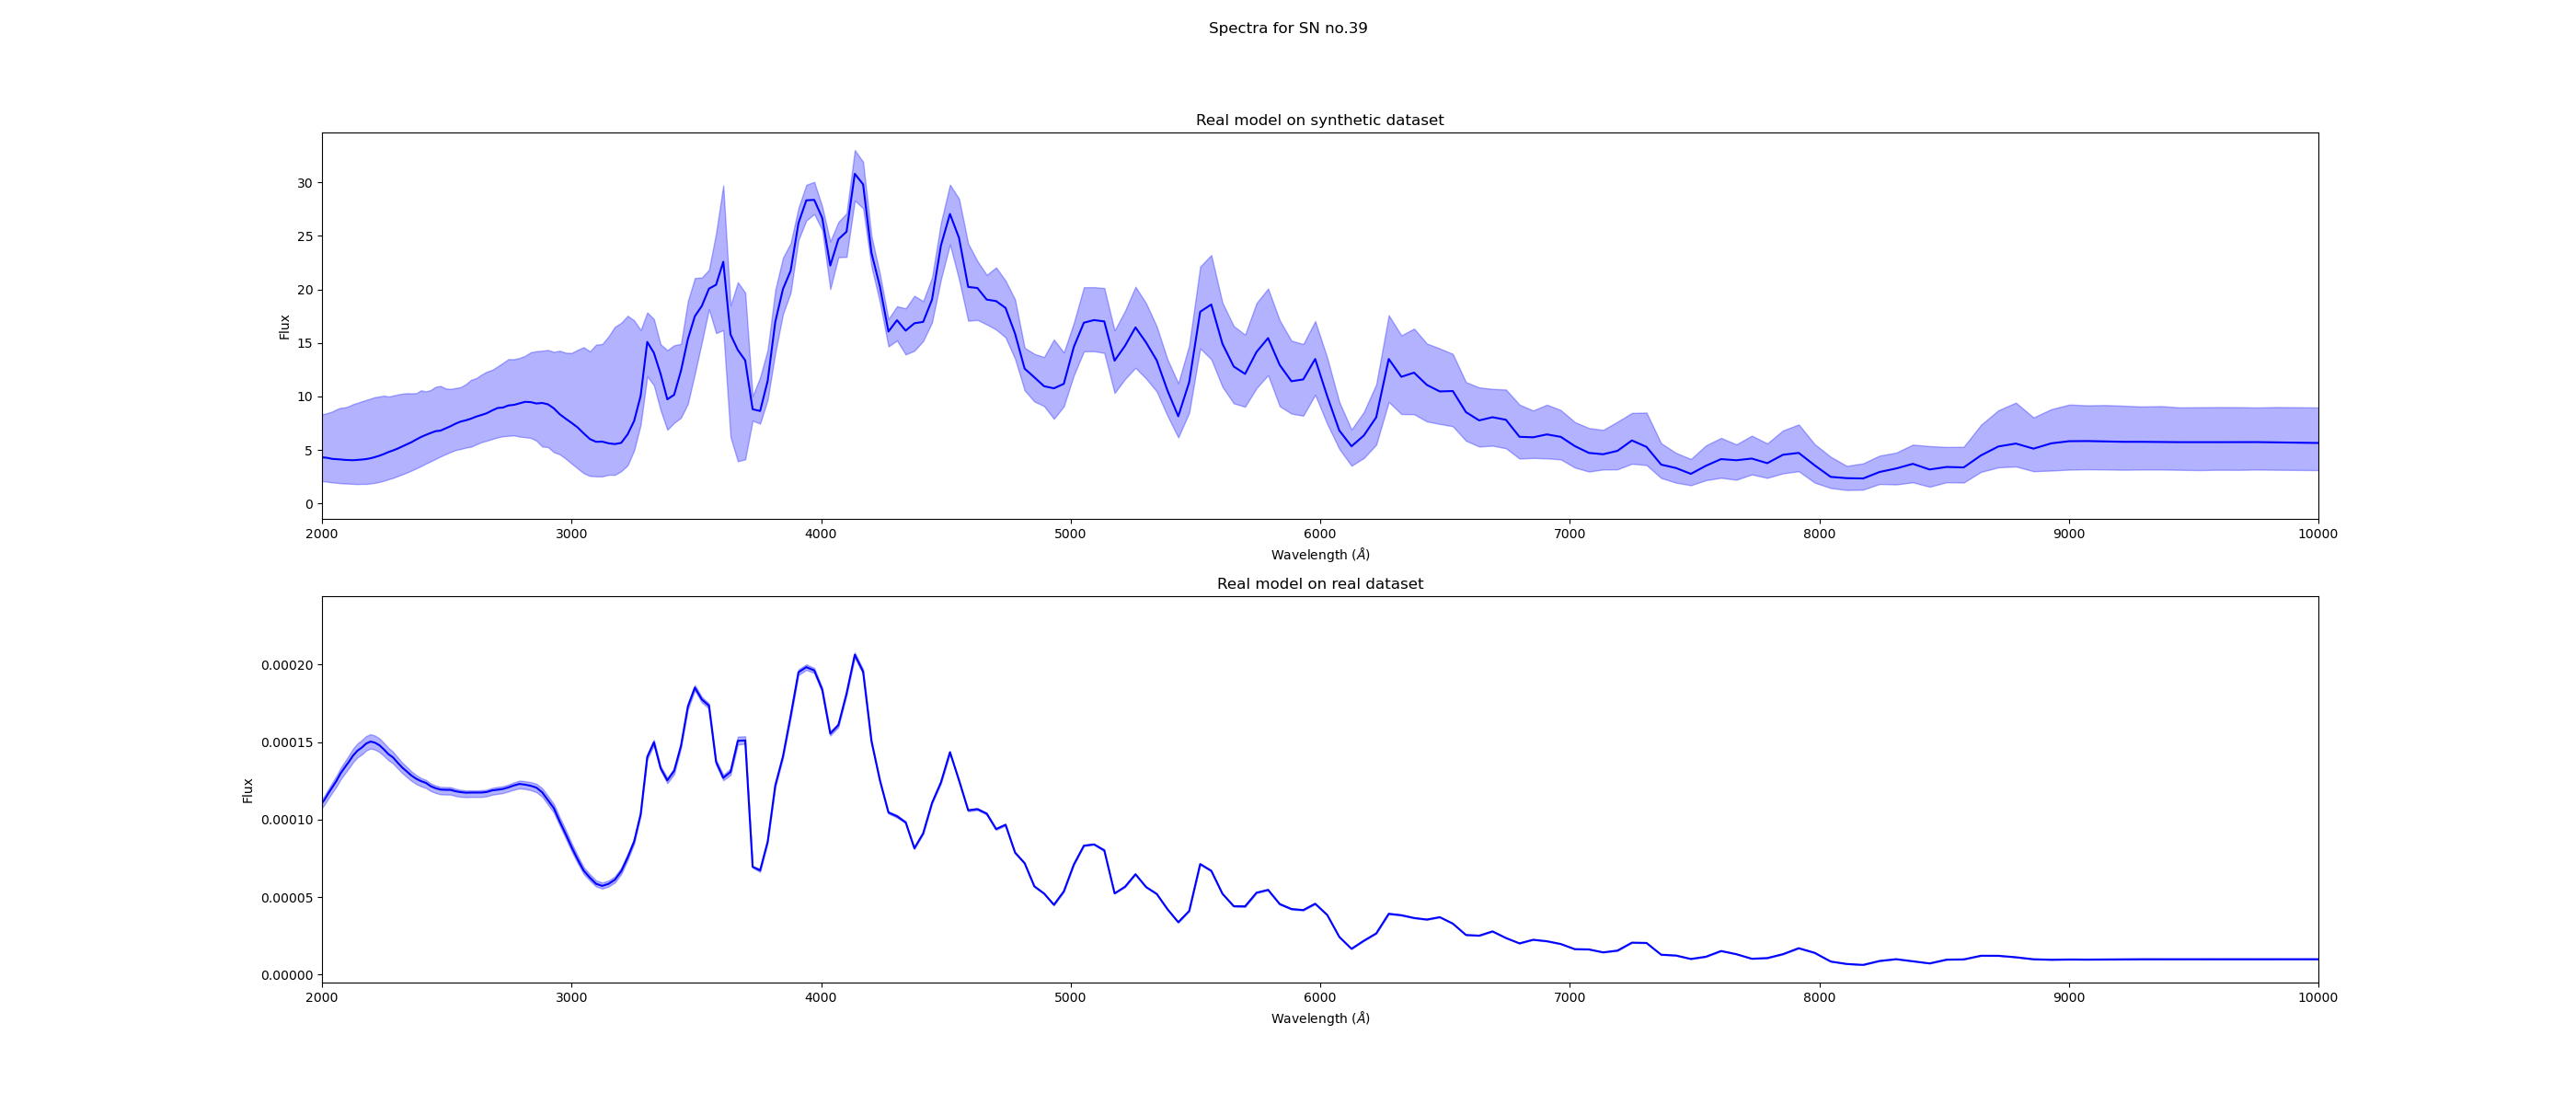 Spectra for SN no.39
Real model on synthetic dataset
30
25
20
15
10
5
0
Flux
2000 3000 4000 5000 6000 7000 8000 9000 10000
Wavelength (Å)
Real model on real dataset
0.00020
0.00015
0.00010
0.00005
0.00000
Flux
2000 3000 4000 5000 6000 7000 8000 9000 10000
Wavelength (Å)